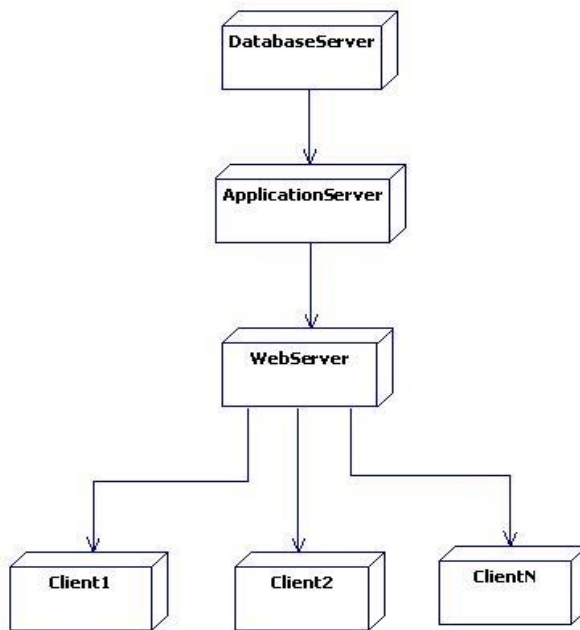 DatabaseServer
ApplicationServer
WebServer
Client1
Client2
ClientN